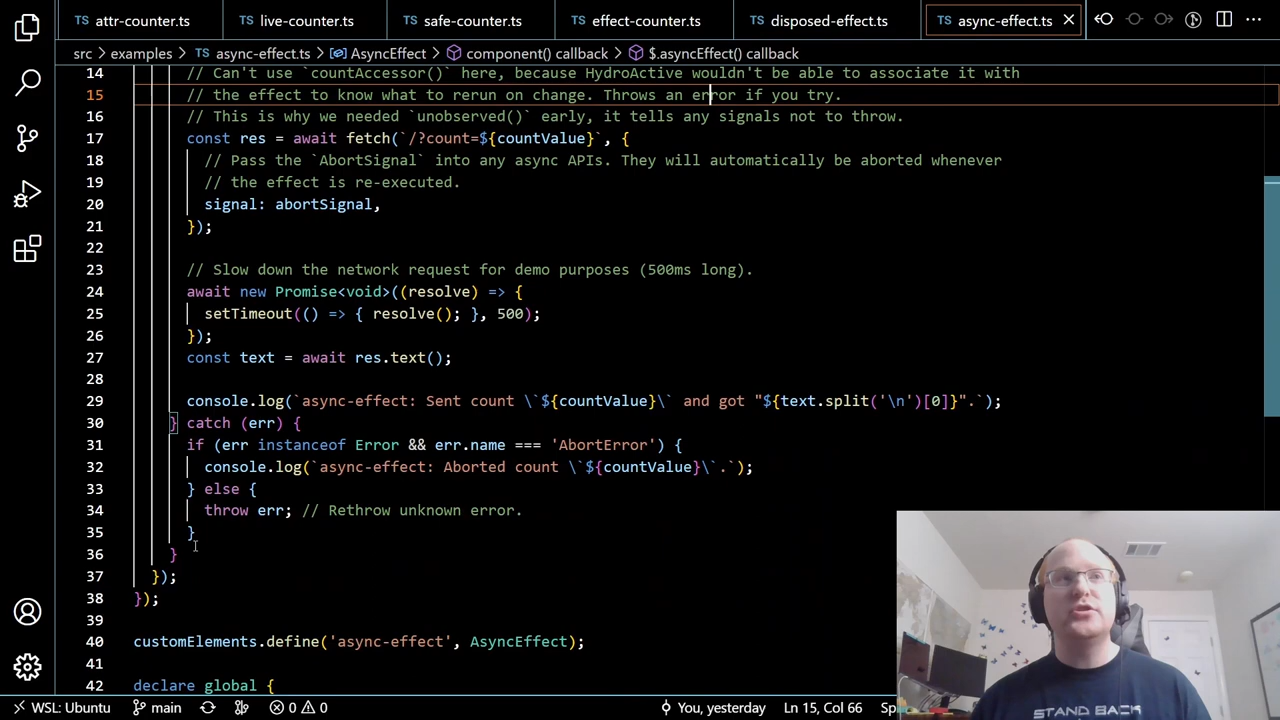 TS attr-counter.ts TS live-counter.ts TS safe-counter.ts TS effect-counter.ts TS disposed-effect.ts TS async-effect.ts
src > examples > TS async-effect.ts > AsyncEffect > component() callback > $.asyncEffect() callback
14 // Can't use `countAccessor()` here, because HydroActive wouldn't be able to associate it with
15 // the effect to know what to rerun on change. Throws an error if you try.
16 // This is why we needed `unobserved()` early, it tells any signals not to throw.
17 const res = await fetch(`/?count=${countValue}`, {
18 // Pass the `AbortSignal` into any async APIs. They will automatically be aborted whenever
19 // the effect is re-executed.
20 signal: abortSignal,
21 });
22
23 // Slow down the network request for demo purposes (500ms long).
24 await new Promise<void>((resolve) => {
25 setTimeout(() => { resolve(); }, 500);
26 });
27 const text = await res.text();
28
29 console.log(`async-effect: Sent count \`${countValue}\` and got "${text.split('\n')[0]}".`);
30 } catch (err) {
31 if (err instanceof Error && err.name === 'AbortError') {
32 console.log(`async-effect: Aborted count \`${countValue}\`.`);
33 } else {
34 throw err; // Rethrow unknown error.
35 }
36 }
37 });
38 });
39
40 customElements.define('async-effect', AsyncEffect);
41
42 declare global {
WSL: Ubuntu main 0 0 You, yesterday Ln 15, Col 66
STAND BACK